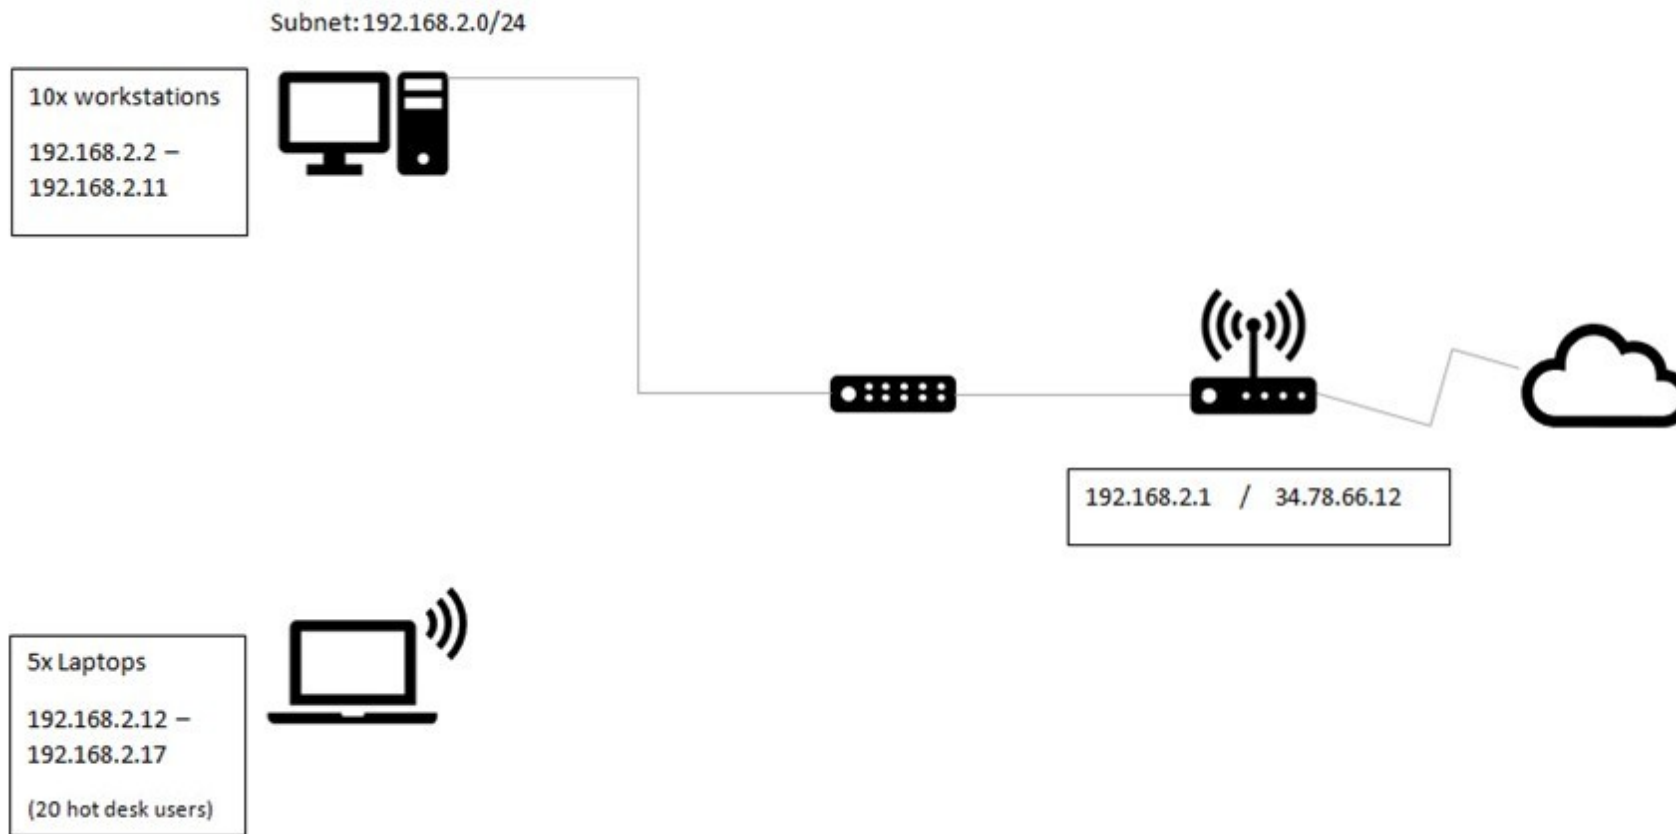 Subnet: 192.168.2.0/24
10x workstations
192.168.2.2 –
192.168.2.11
192.168.2.1 / 34.78.66.12
5x Laptops
192.168.2.12 –
192.168.2.17
(20 hot desk users)